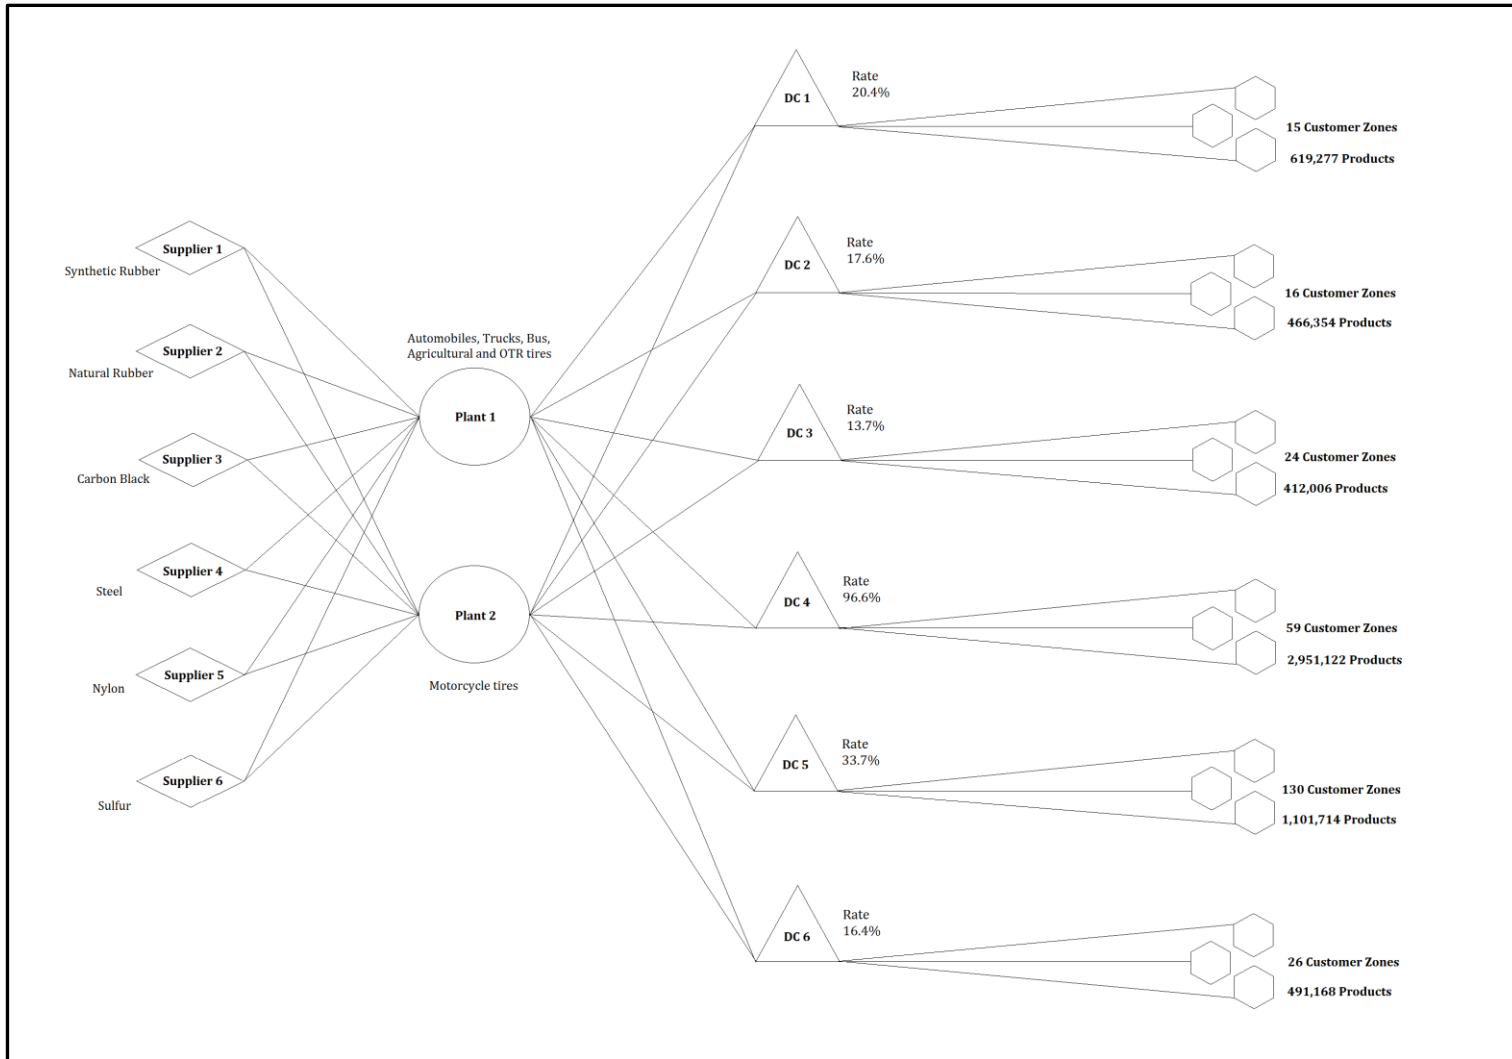 Supplier 1
Synthetic Rubber
Supplier 2
Natural Rubber
Supplier 3
Carbon Black
Supplier 4
Steel
Supplier 5
Nylon
Supplier 6
Sulfur
Automobiles, Trucks, Bus,
Agricultural and OTR tires
Plant 1
Plant 2
Motorcycle tires
DC 1
Rate
20.4%
15 Customer Zones
619,277 Products
DC 2
Rate
17.6%
16 Customer Zones
466,354 Products
DC 3
Rate
13.7%
24 Customer Zones
412,006 Products
DC 4
Rate
96.6%
59 Customer Zones
2,951,122 Products
DC 5
Rate
33.7%
130 Customer Zones
1,101,714 Products
DC 6
Rate
16.4%
26 Customer Zones
491,168 Products